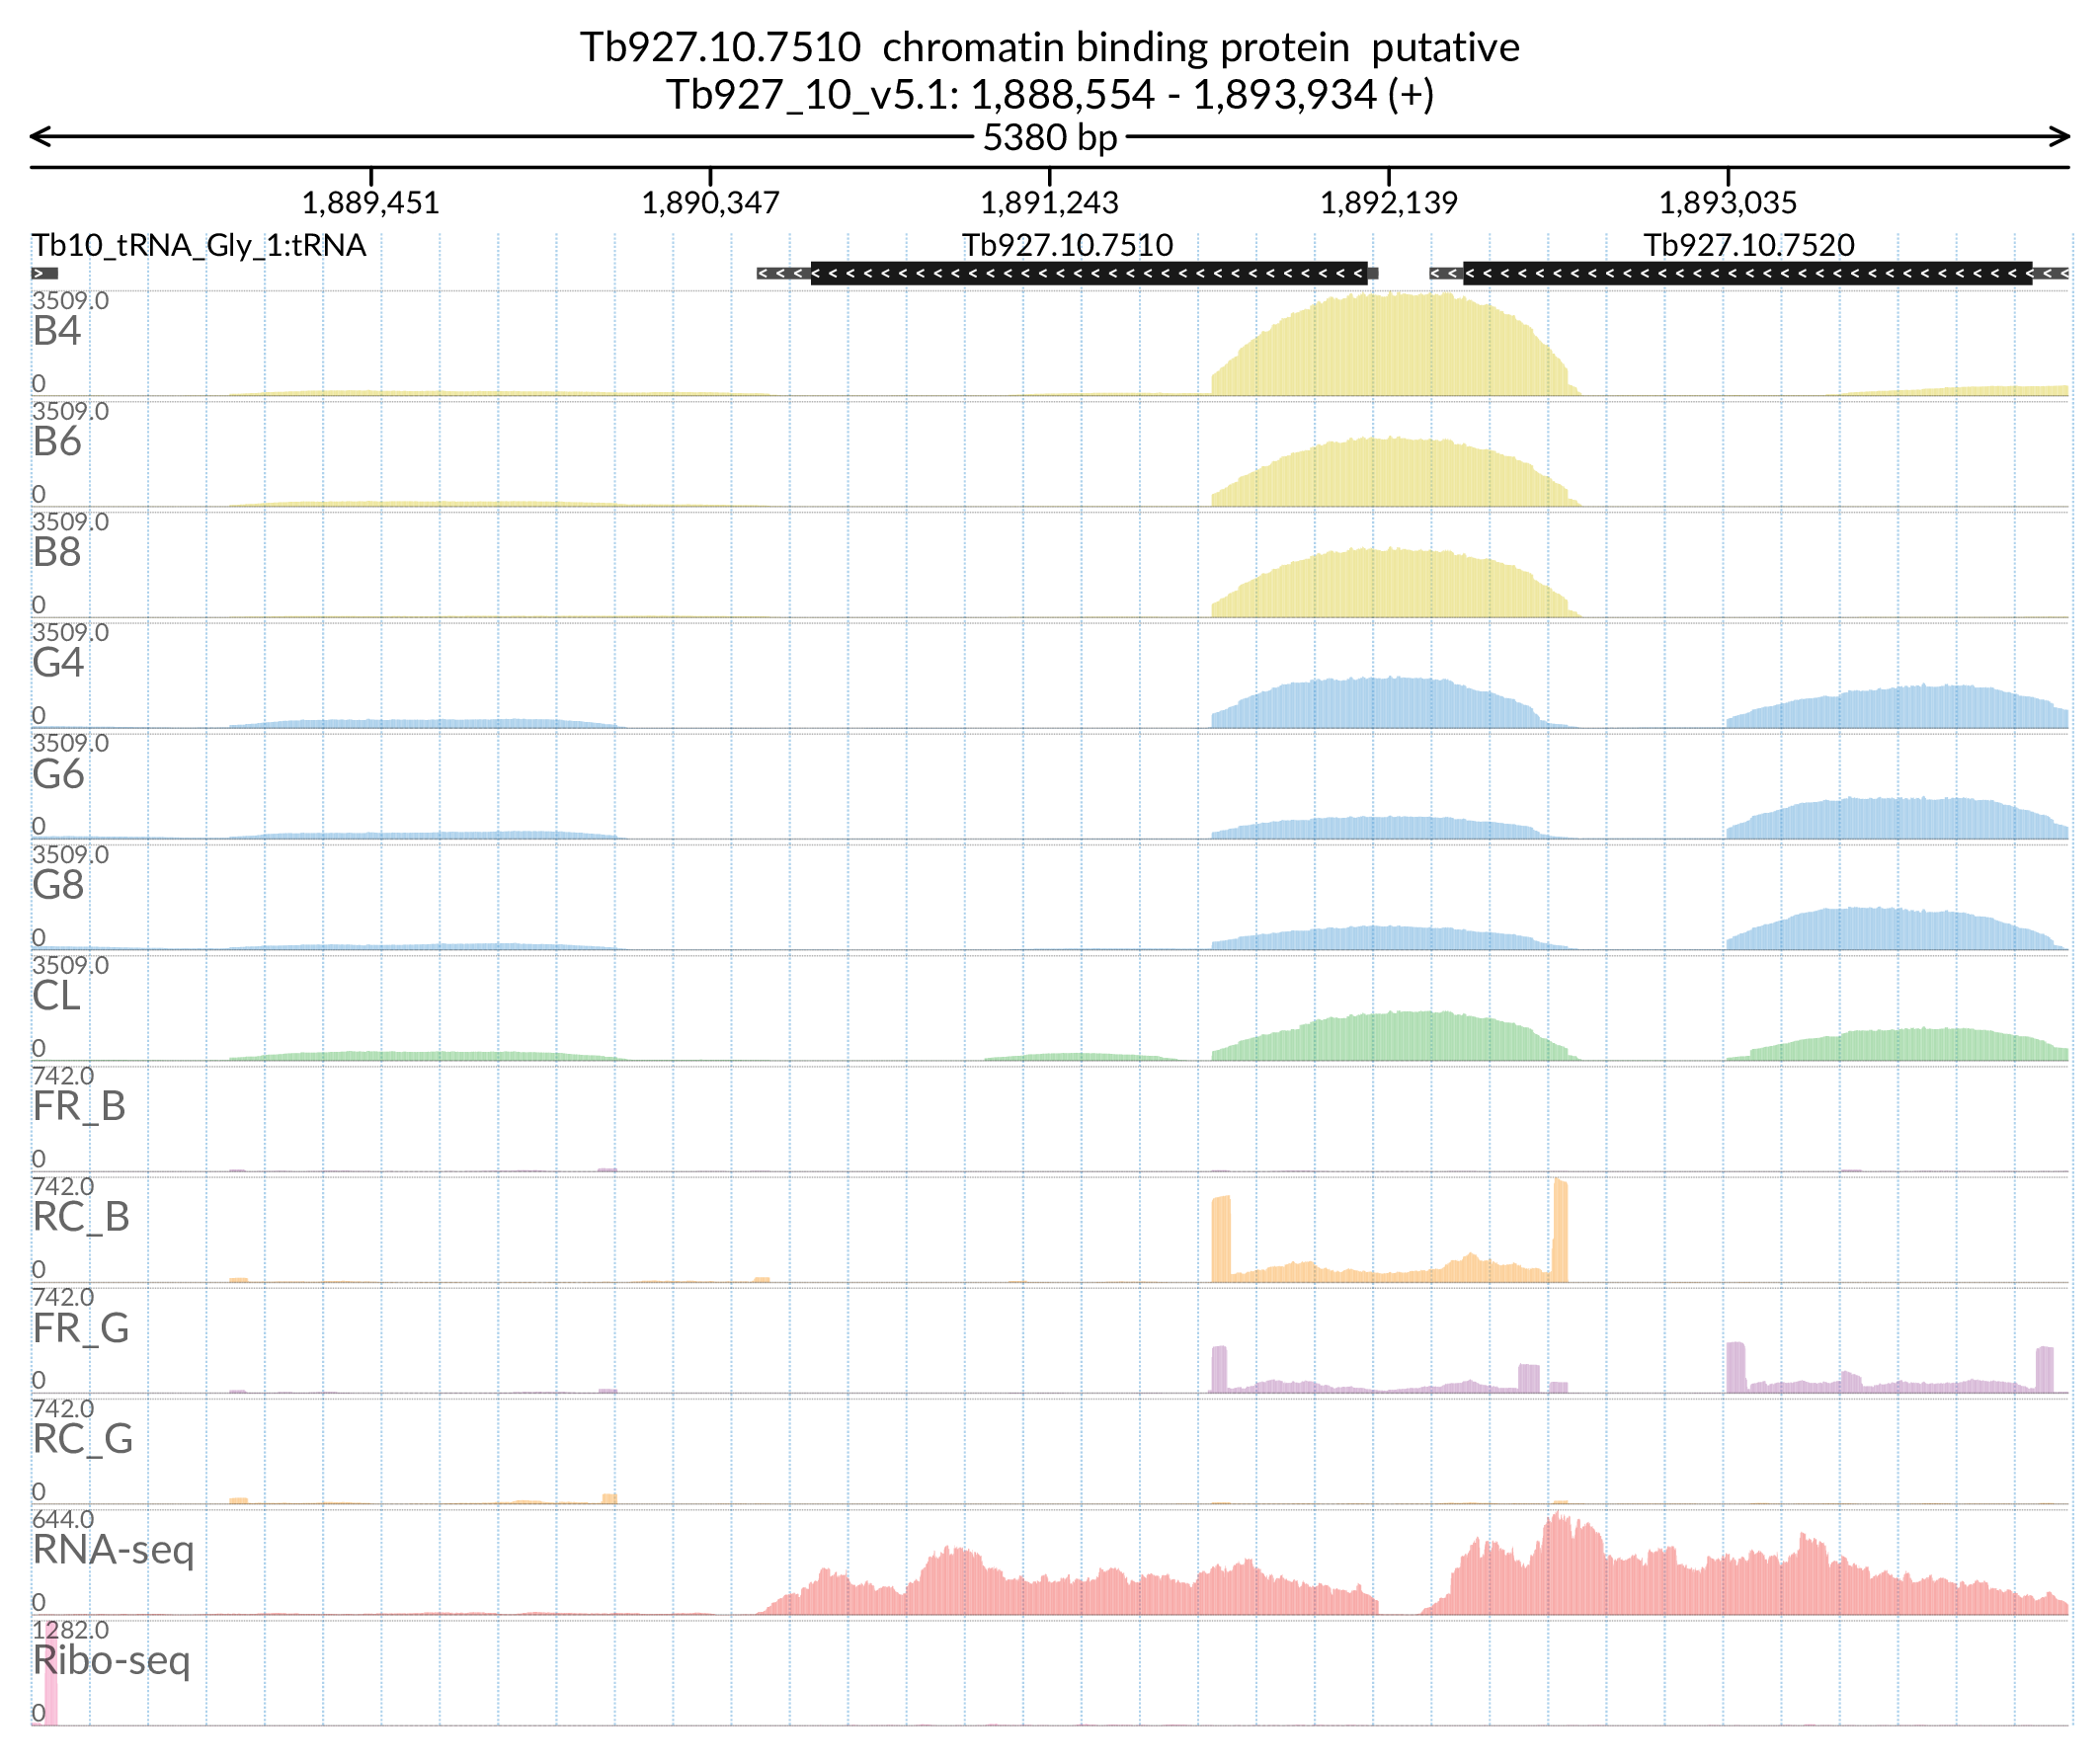 Tb927.10.7510 chromatin binding protein putative
Tb927_10_v5.1: 1,888,554 - 1,893,934 (+)
5380 bp
1,889,451 1,890,347 1,891,243 1,892,139 1,893,035
Tb10_tRNA_Gly_1:tRNA Tb927.10.7510 Tb927.10.7520
3509.0
B4
0
3509.0
B6
0
3509.0
B8
0
3509.0
G4
0
3509.0
G6
0
3509.0
G8
0
3509.0
CL
0
742.0
FR_B
0
742.0
RC_B
0
742.0
FR_G
0
742.0
RC_G
0
644.0
RNA-seq
0
1282.0
Ribo-seq
0